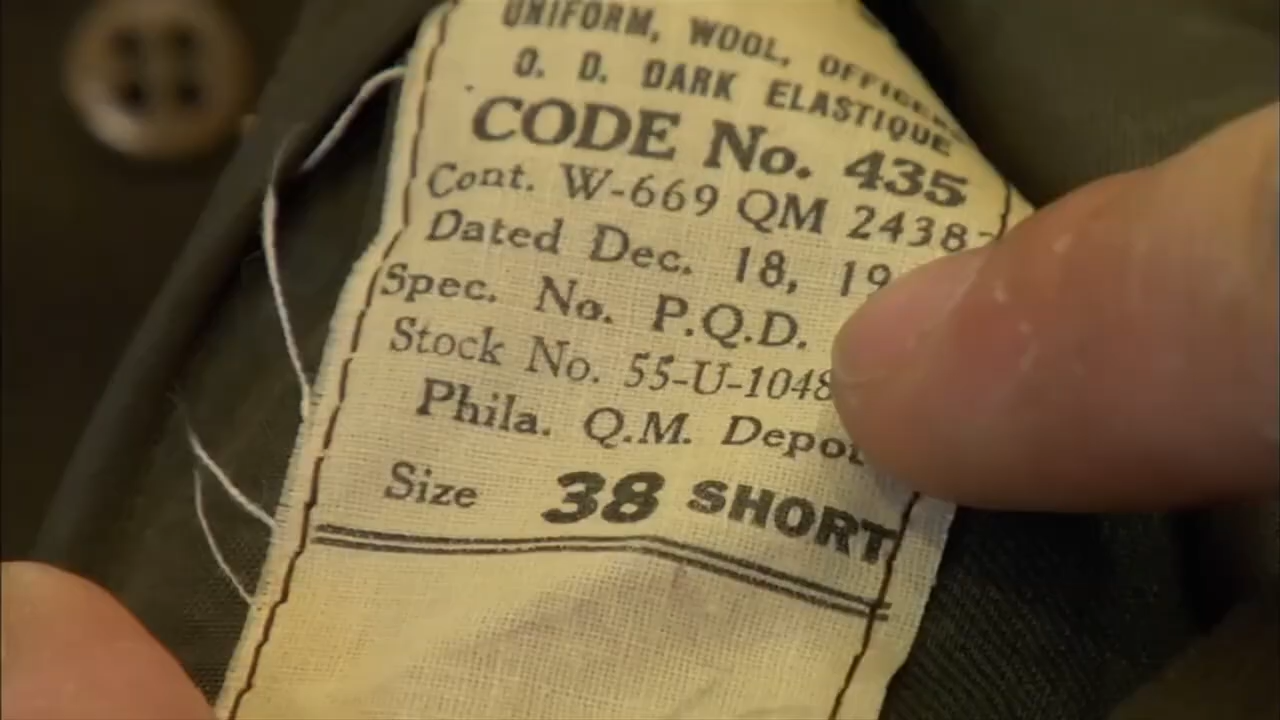 UNIFORM, WOOL, OFFICERS
O. D. DARK ELASTIQUE
CODE No. 435
Cont. W-669 QM 2438-
Dated Dec. 18, 19
Spec. No. P.Q.D.
Stock No. 55-U-1048
Phila. Q.M. Depot
Size 38 SHORT